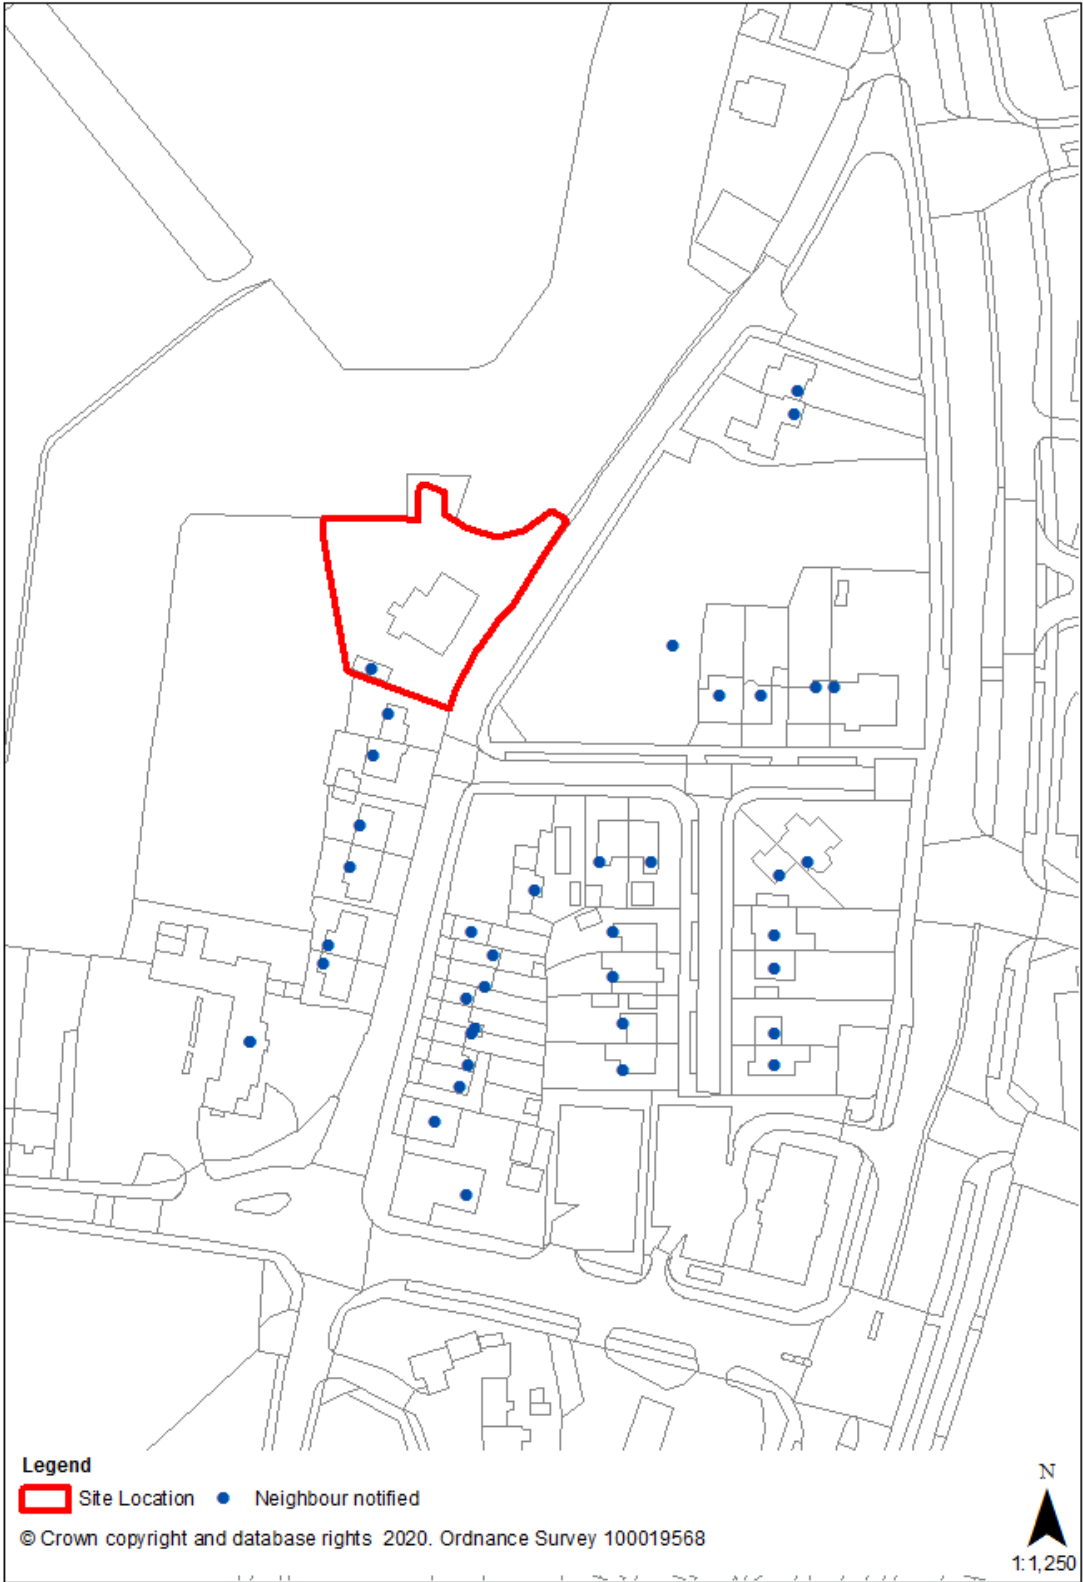 Legend
Site Location Neighbour notified
© Crown copyright and database rights 2020. Ordnance Survey 100019568
N
1:1,250